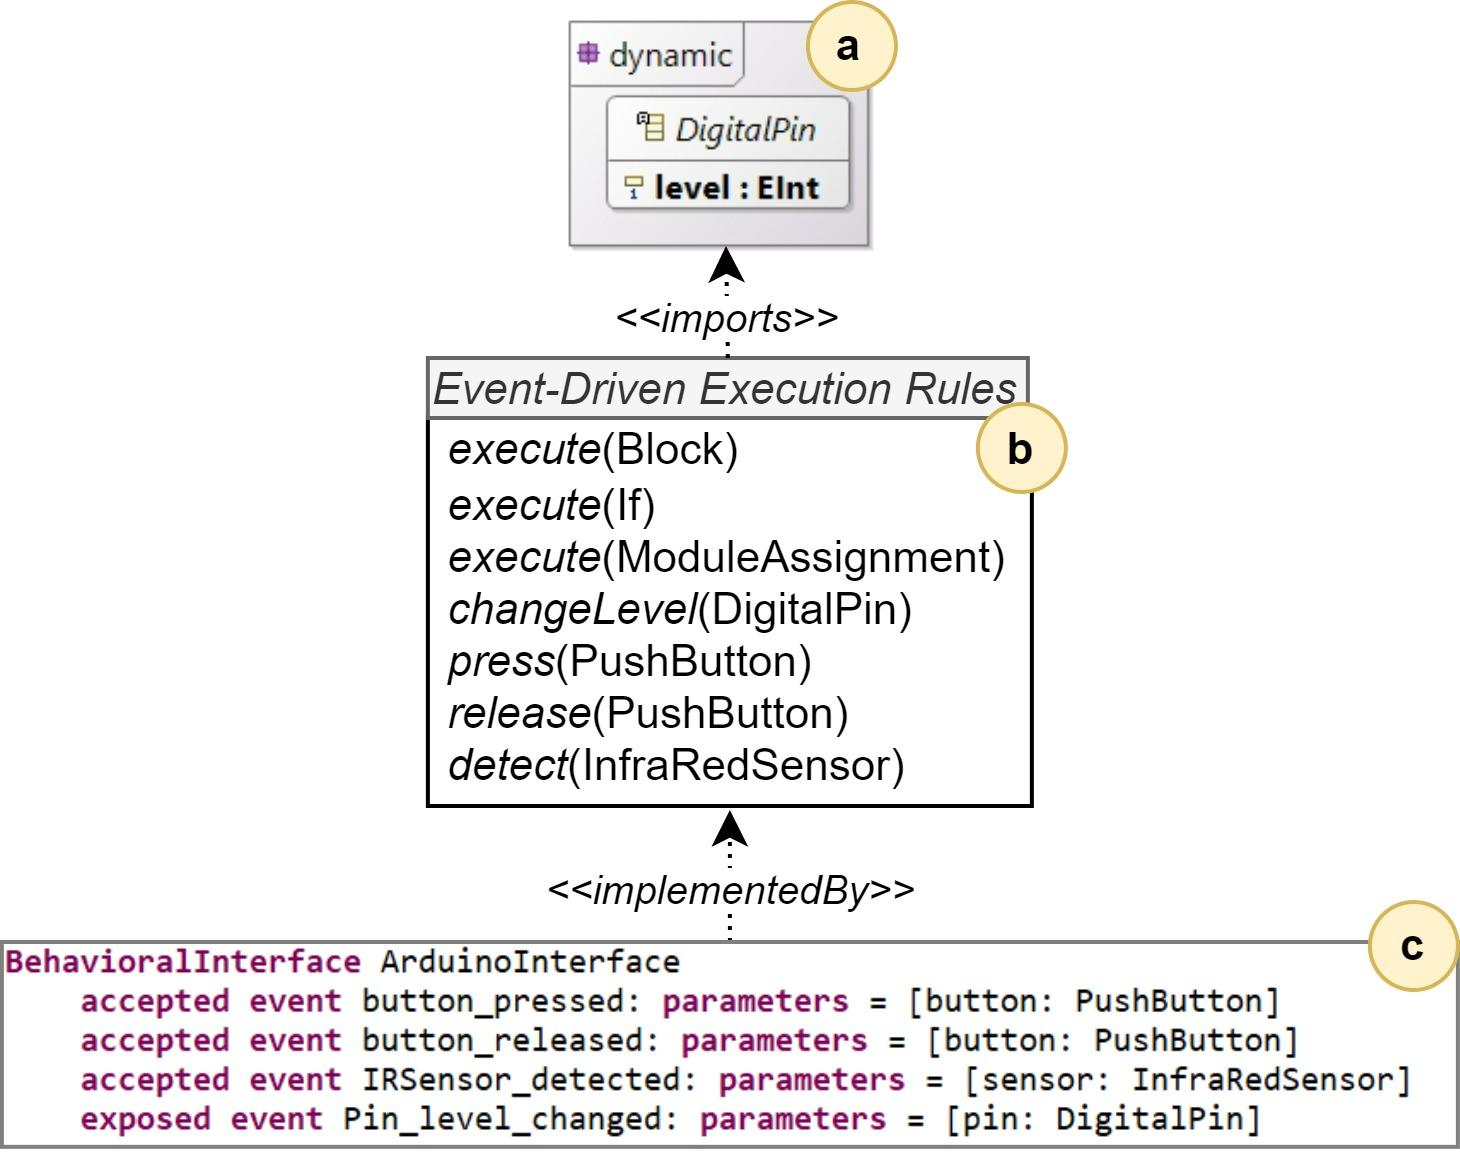 dynamic
a
DigitalPin
level : EInt
<<imports>>
Event-Driven Execution Rules
b
execute(Block)
execute(If)
execute(ModuleAssignment)
changeLevel(DigitalPin)
press(PushButton)
release(PushButton)
detect(InfraRedSensor)
<<implementedBy>>
c
BehavioralInterface ArduinoInterface
accepted event button_pressed: parameters = [button: PushButton]
accepted event button_released: parameters = [button: PushButton]
accepted event IRSensor_detected: parameters = [sensor: InfraRedSensor]
exposed event Pin_level_changed: parameters = [pin: DigitalPin]